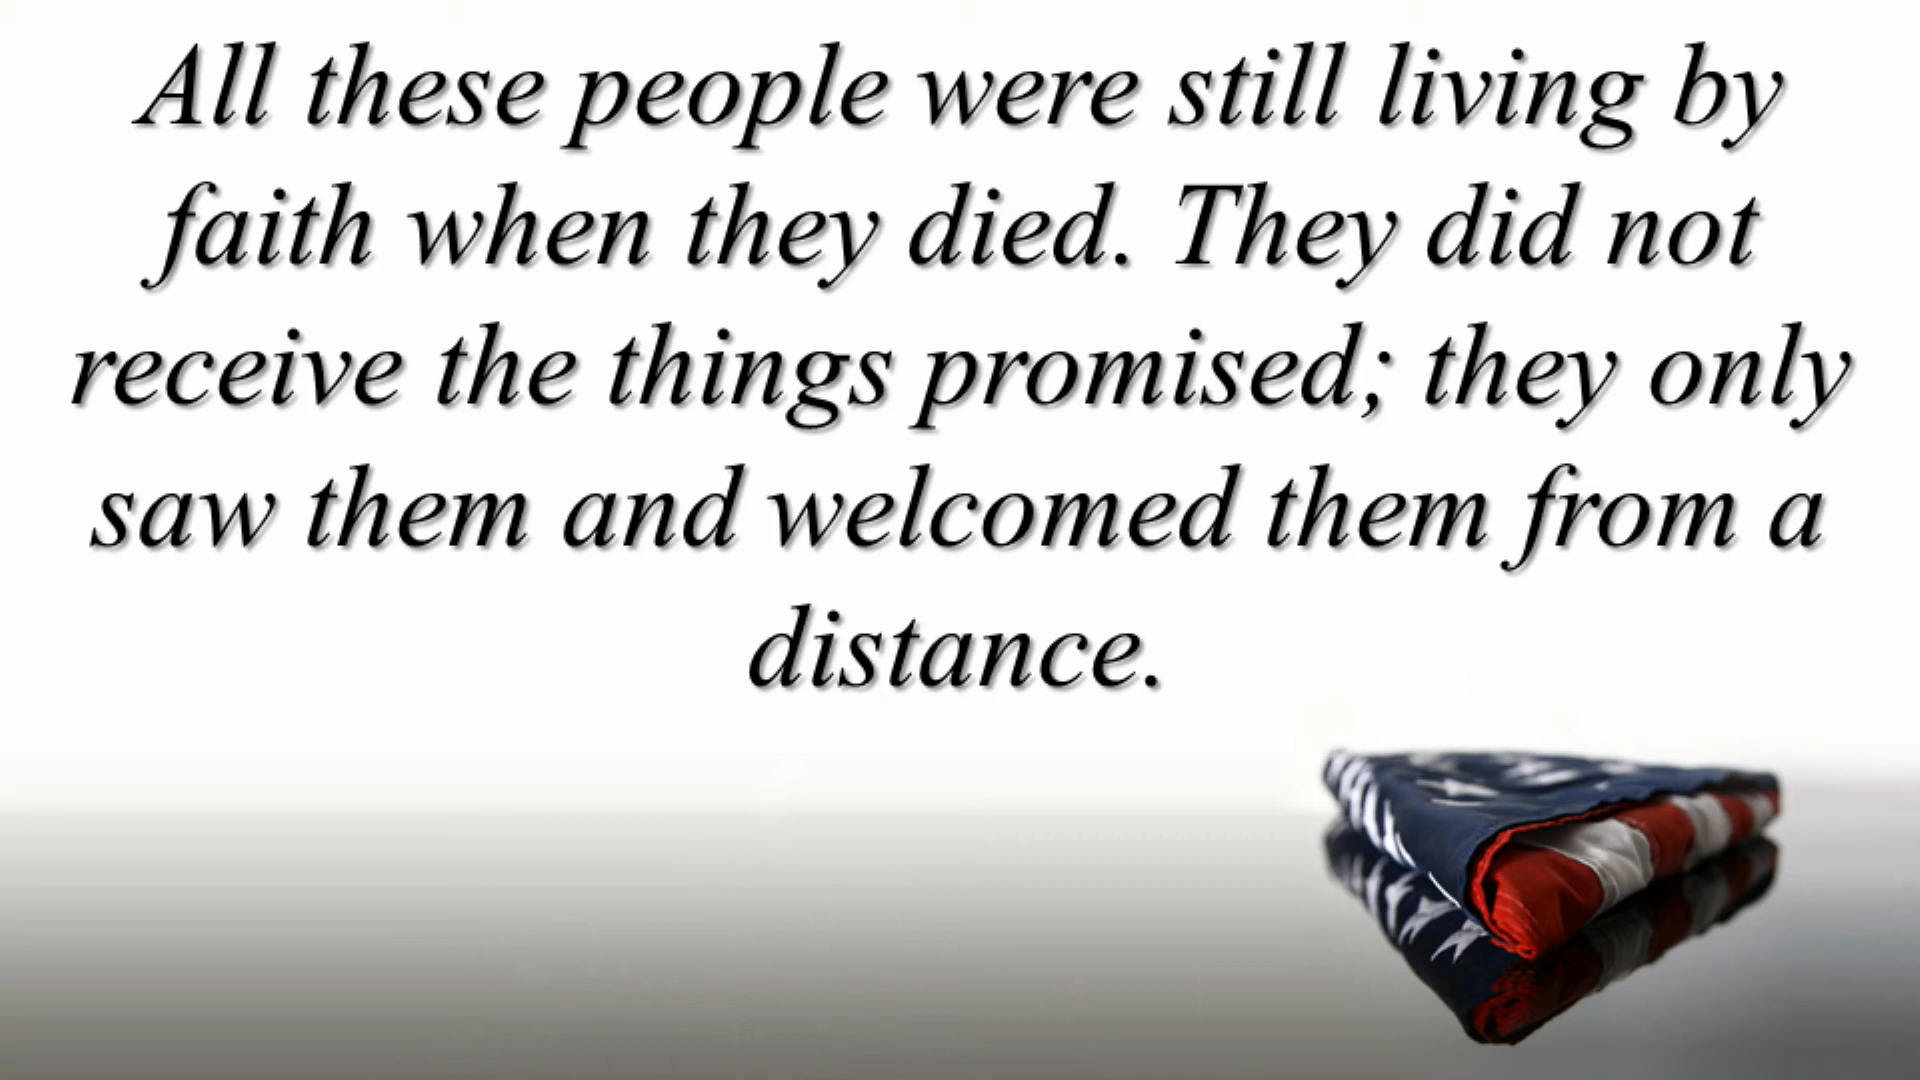 All these people were still living by
faith when they died. They did not
receive the things promised; they only
saw them and welcomed them from a
distance.